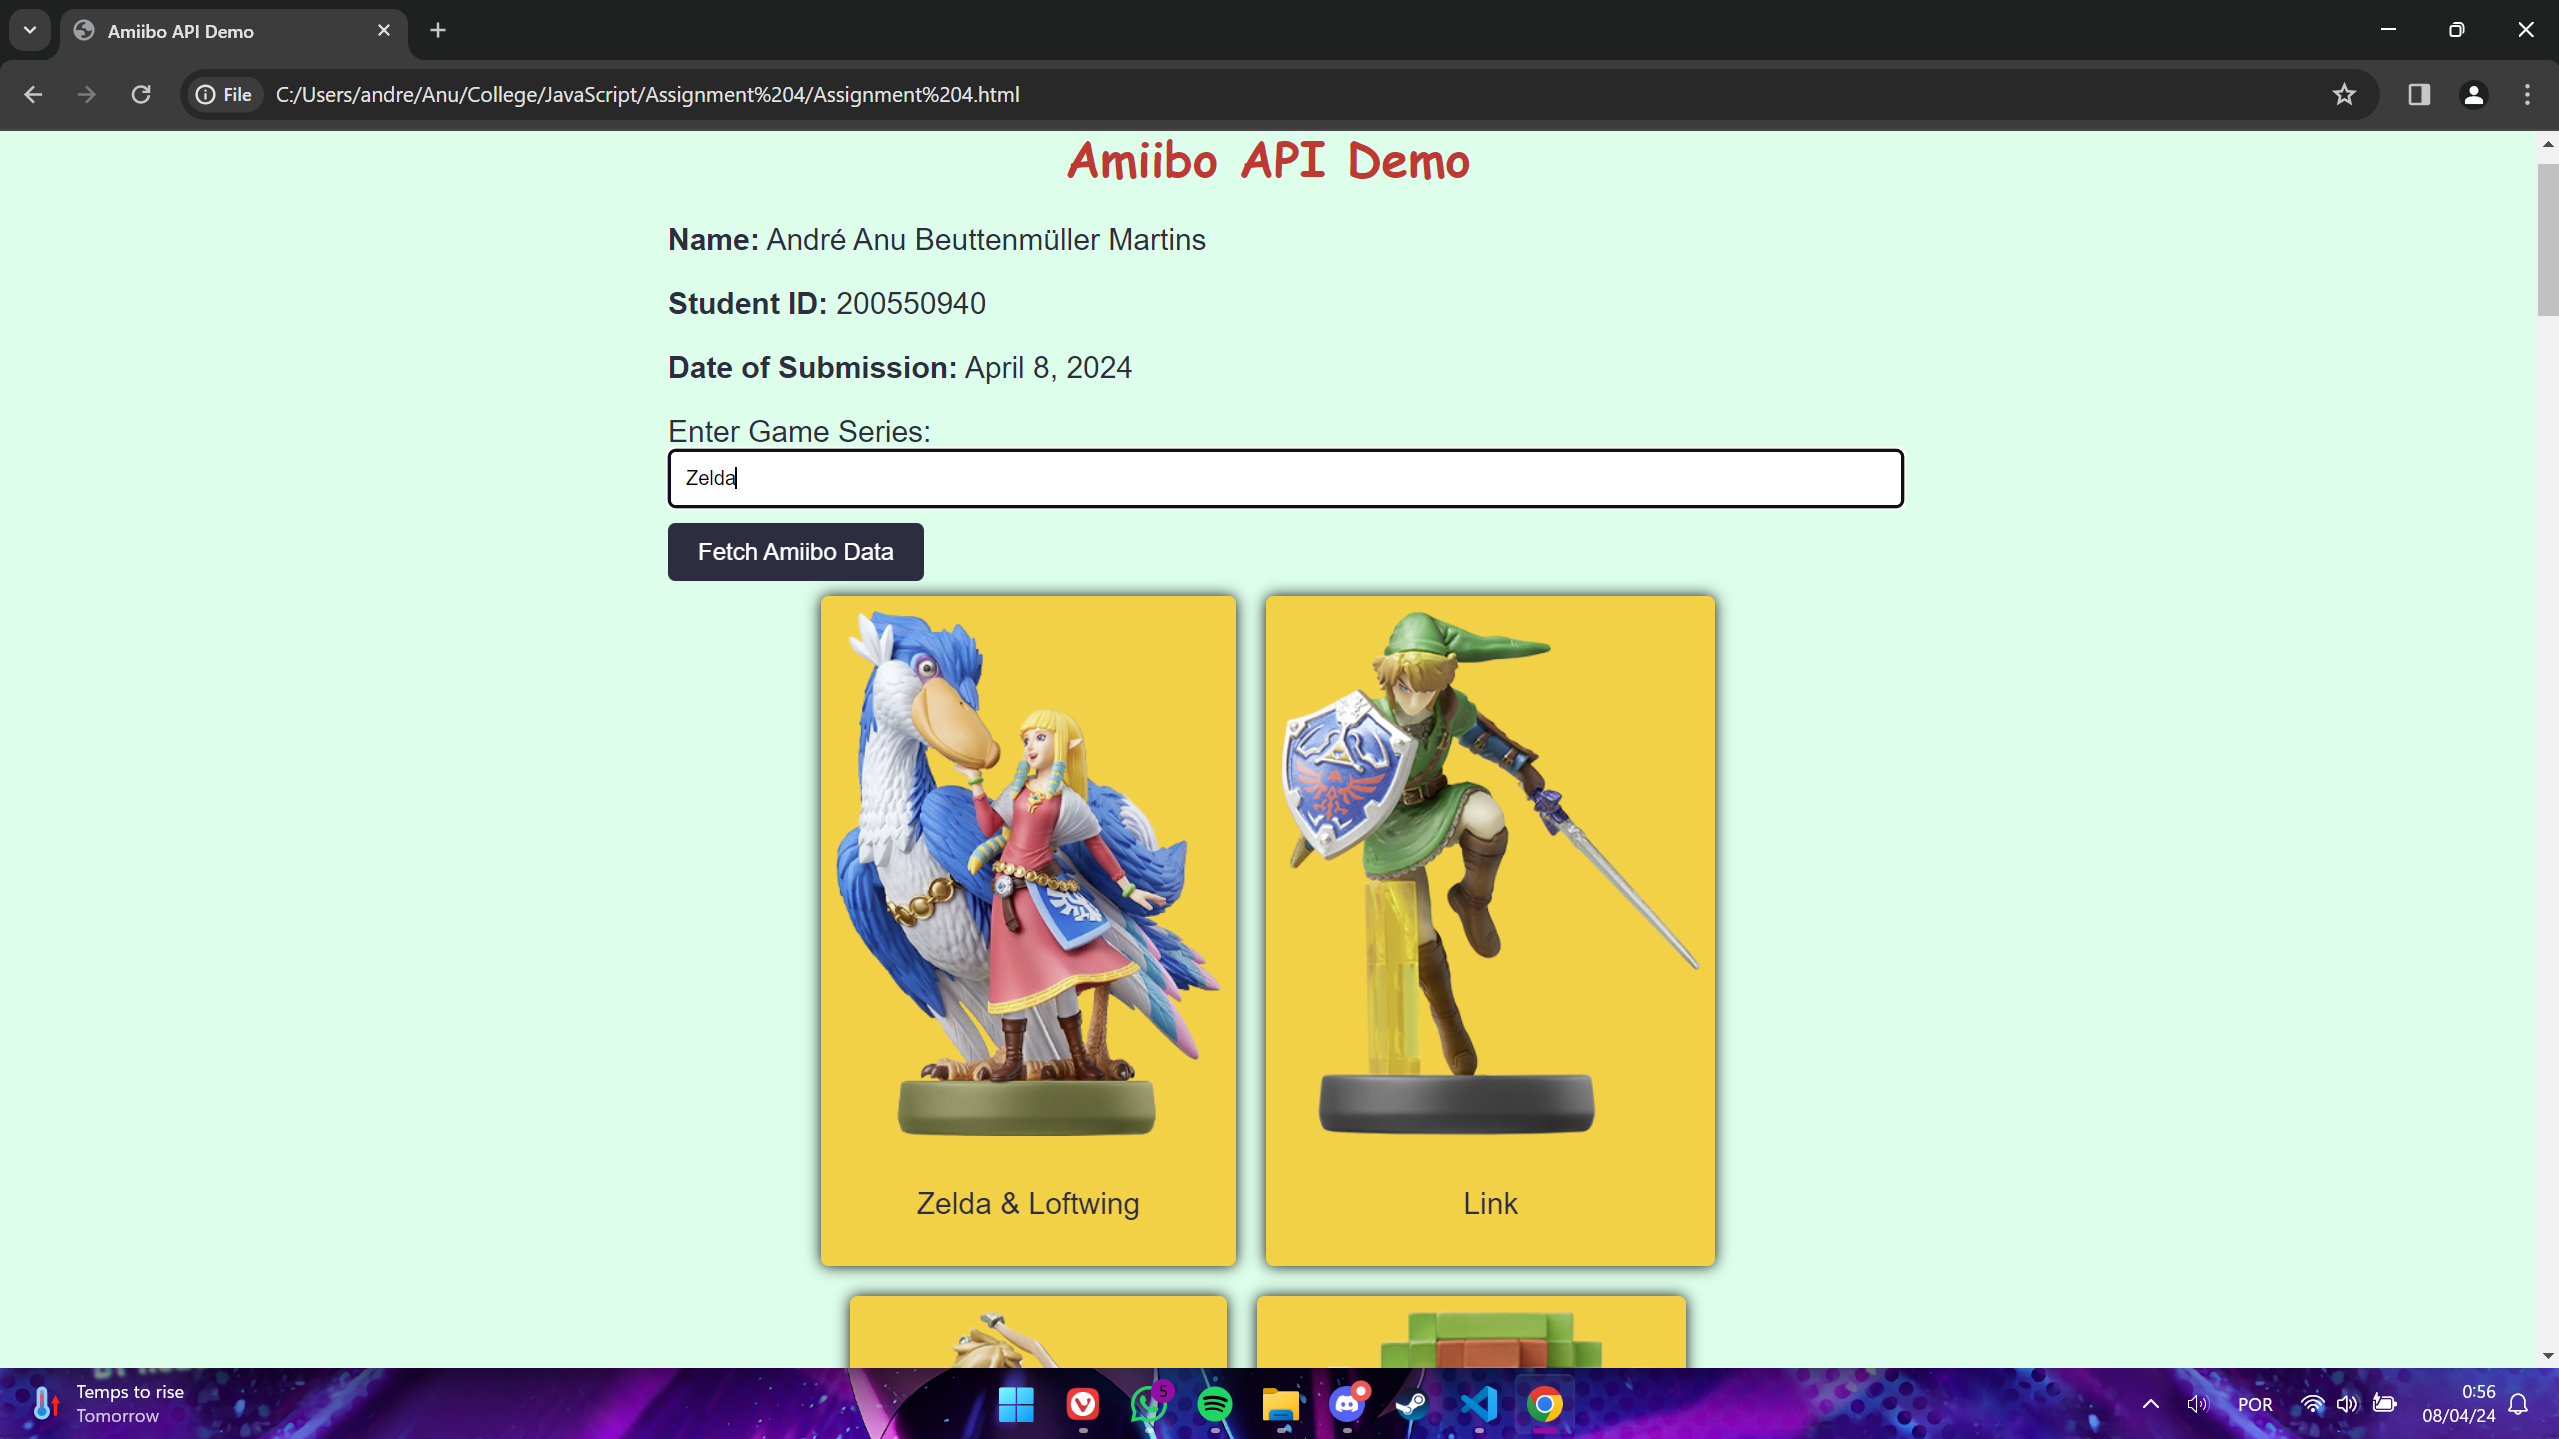 Amiibo API Demo
File C:/Users/andre/Anu/College/JavaScript/Assignment%204/Assignment%204.html
Amiibo API Demo
Name: André Anu Beuttenmüller Martins
Student ID: 200550940
Date of Submission: April 8, 2024
Enter Game Series:
Zelda
Fetch Amiibo Data
Zelda & Loftwing
Link
Temps to rise
Tomorrow
5
POR
0:56
08/04/24